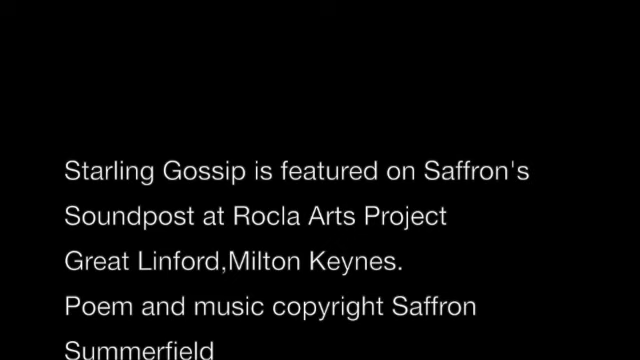 Starling Gossip is featured on Saffron's
Soundpost at Rocla Arts Project
Great Linford,Milton Keynes.
Poem and music copyright Saffron
Summerfield